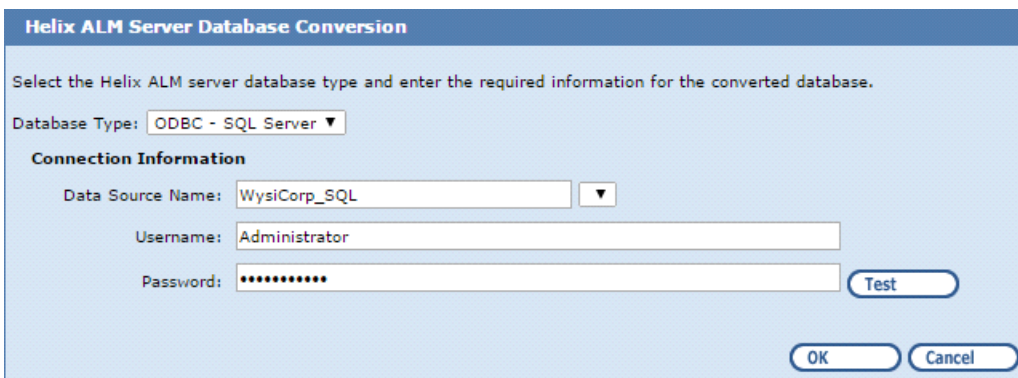 Helix ALM Server Database Conversion
Select the Helix ALM server database type and enter the required information for the converted database.
Database Type: ODBC - SQL Server ▼
Connection Information
Data Source Name: WysiCorp_SQL ▼
Username: Administrator
Password: •••••••••••
Test
OK Cancel